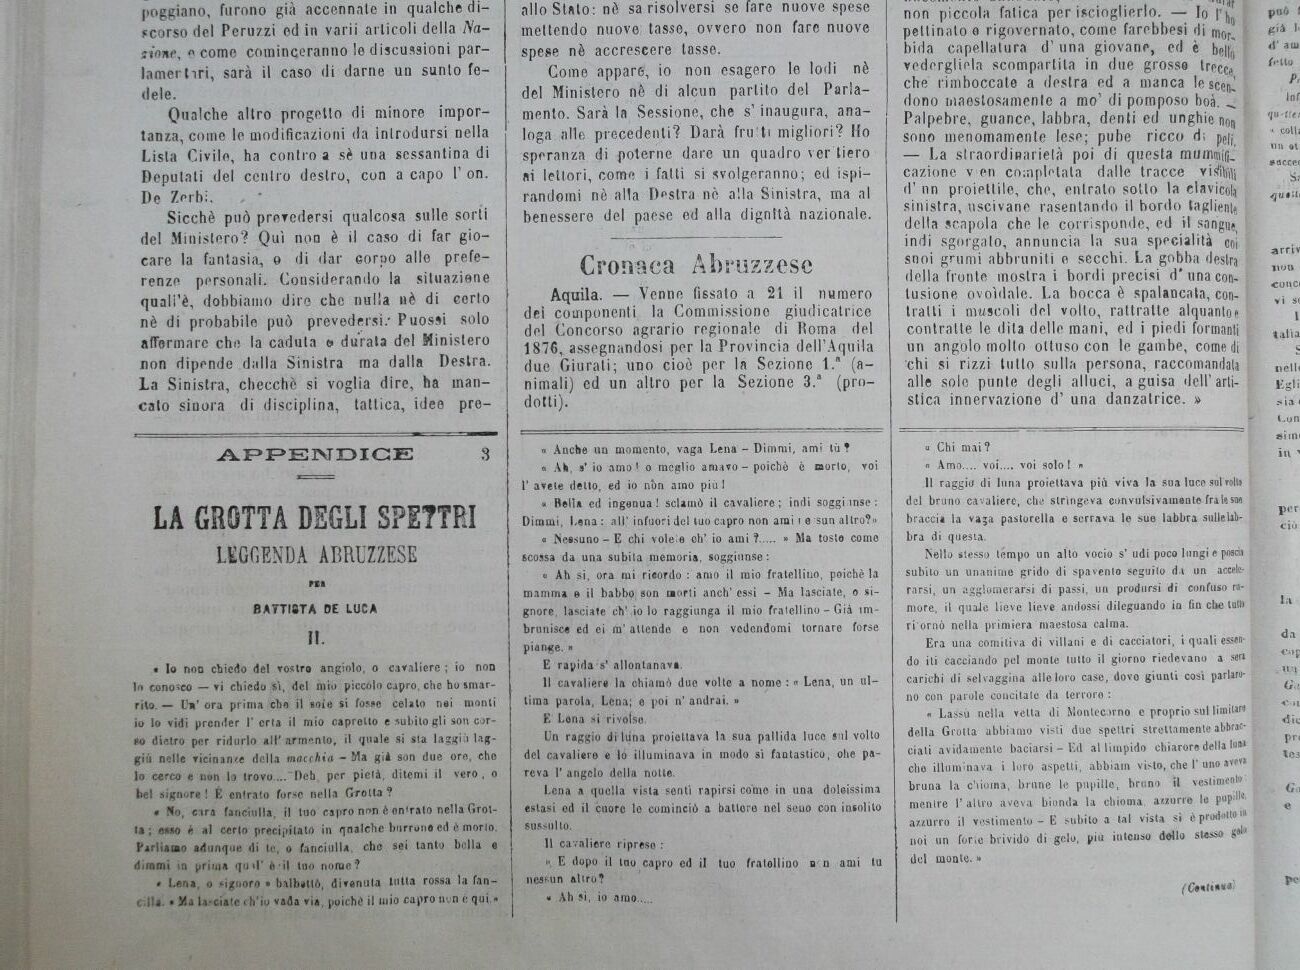 poggiano, furono già accennate in qualche di-
scorso del Peruzzi ed in varii articoli della Na-
zione, e come cominceranno le discussioni par-
lamentari, sarà il caso di darne un sunto fe-
dele.
Qualche altro progetto di minore impor-
tanza, come le modificazioni da introdursi nella
Lista Civile, ha contro a sè una sessantina di
Deputati del centro destro, con a capo l' on.
De Zerbi.
Sicchè può prevedersi qualcosa sulle sorti
del Ministero? Quì non è il caso di far gio-
care la fantasia, o di dar corpo alle prefe-
renze personali. Considerando la situazione
quali'è, dobbiamo dire che nulla nè di certo
nè di probabile può prevedersi. Puossi solo
affermare che la caduta o durata del Ministero
non dipende dalla Sinistra ma dalla Destra.
La Sinistra, checchè si voglia dire, ha man-
cato sinora di disciplina, tattica, idee pre-
APPENDICE 3
LA GROTTA DEGLI SPETTRI
LEGGENDA ABRUZZESE
PER
BATTISTA DE LUCA
II.
« Io non chiedo del vostro angiolo, o cavaliere ; io non
lo conosco — vi chiedo sì, del mio piccolo capro, che ho smar-
rito. — Un' ora prima che il sole si fosse celato nei monti
io lo vidi prender l' erta il mio capretto e subito gli son cor-
so dietro per ridurlo all' armento, il quale si sta laggiù lag-
giù nelle vicinanze della macchia – Ma già son due ore, che
lo cerco e non lo trovo.... Deh, per pietà, ditemi il vero, o
bel signore ! È entrato forse nella Grotta ?
« No, cara fanciulla, il tuo capro non è entrato nella Grot-
ta ; esso è al certo precipitato in qualche burrone ed è morto.
Parliamo adunque di te, o fanciulla, che sei tanto bella e
dimmi in prima qual' è il tuo nome ?
« Lena, o signore » balbettò, divenuta tutta rossa la fan-
ciulla. « Ma lasciate ch'io vada via, poichè il mio capro non è qui.»
allo Stato: nè sa risolversi se fare nuove spese
mettendo nuove tasse, ovvero non fare nuove
spese nè accrescere tasse.
Come appare, io non esagero le lodi nè
del Ministero nè di alcun partito del Parla-
mento. Sarà la Sessione, che s' inaugura, ana-
loga alle precedenti? Darà frutti migliori? Ho
speranza di poterne dare un quadro veritiero
ai lettori, come i fatti si svolgeranno; ed ispi-
randomi nè alla Destra nè alla Sinistra, ma al
benessere del paese ed alla dignità nazionale.
Cronaca Abruzzese
Aquila. — Venne fissato a 21 il numero
dei componenti la Commissione giudicatrice
del Concorso agrario regionale di Roma del
1876, assegnandosi per la Provincia dell'Aquila
due Giurati; uno cioè per la Sezione 1.ª (a-
nimali) ed un altro per la Sezione 3.ª (pro-
dotti).
« Anche un momento, vaga Lena – Dimmi, ami tu ?
« Ah, s' io amo ! o meglio amavo – poichè è morto, voi
l' avete detto, ed io nòn amo più !
« Bella ed ingenua ! sclamò il cavaliere ; indi soggiunse :
Dimmi, Lena : all' infuori del tuo capro non ami nessun altro?»
« Nessuno – E chi volete ch' io ami ?..... » Ma tosto come
scossa da una subita memoria, soggiunse :
« Ah sì, ora mi ricordo : amo il mio fratellino, poichè la
mamma e il babbo son morti anch' essi – Ma lasciate, o si-
gnore, lasciate ch' io lo raggiunga il mio fratellino – Già im-
brunisce ed ei m' attende e non vedendomi tornare forse
piange. »
E rapida s' allontanava.
Il cavaliere la chiamò due volte a nome : « Lena, un ul-
tima parola, Lena; e poi n' andrai. »
E Lena si rivolse.
Un raggio di luna proiettava la sua pallida luce sul volto
del cavaliere e lo illuminava in modo sì fantastico, che pa-
reva l' angelo della notte.
Lena a quella vista sentì rapirsi come in una dolcissima
estasi ed il cuore le cominciò a battere nel seno con insolito
sussulto.
Il cavaliere riprese :
« E dopo il tuo capro ed il tuo fratellino non ami tu
nessun altro?
« Ah sì, io amo.....
non piccola fatica per iscioglierlo. — Io l' ho
pettinato e rigovernato, come farebbesi di mor-
bida capellatura d' una giovane, ed è bello
vedergliela scompartita in due grosse trecce,
che rimboccate a destra ed a manca le scen-
dono maestosamente a mo' di pomposo boà. —
Palpebre, guance, labbra, denti ed unghie non
sono menomamente lese; pube ricco di peli.
— La straordinarietà poi di questa mummifi-
cazione vien completata dalle tracce visibili
d' un proiettile, che, entrato sotto la clavicola
sinistra, uscivane rasentando il bordo tagliente
della scapola che le corrisponde, ed il sangue,
indi sgorgato, annuncia la sua specialità coi
suoi grumi abbruniti e secchi. La gobba destra
della fronte mostra i bordi precisi d' una con-
tusione ovoidale. La bocca è spalancata, con-
tratti i muscoli del volto, rattratte alquanto e
contratte le dita delle mani, ed i piedi formanti
un angolo molto ottuso con le gambe, come di
chi si rizzi tutto sulla persona, raccomandata
alle sole punte degli alluci, a guisa dell' arti-
stica innervazione d' una danzatrice. »
« Chi mai ?
« Amo.... voi.... voi solo ! »
Il raggio di luna proiettava più viva la sua luce sul volto
del bruno cavaliere, che stringeva convulsivamente fra le sue
braccia la vaga pastorella e serrava le sue labbra sulle lab-
bra di questa.
Nello stesso tempo un alto vocìo s' udì poco lungi e poscia
subito un unanime grido di spavento seguito da un accele-
rarsi, un agglomerarsi di passi, un prodursi di confuso ru-
more, il quale lieve lieve andossi dileguando in fin che tutto
ritornò nella primiera maestosa calma.
Era una comitiva di villani e di cacciatori, i quali essen-
do iti cacciando pel monte tutto il giorno riedevano a sera
carichi di selvaggina alle loro case, dove giunti così parlaro-
no con parole concitate da terrore :
« Lassù nella vetta di Montecorno e proprio sul limitare
della Grotta abbiamo visti due spettri strettamente abbrac-
ciati avidamente baciarsi – Ed al limpido chiarore della luna
che illuminava i loro aspetti, abbiam visto, che l' uno aveva
bruna la chioma, brune le pupille, bruno il vestimento
mentre l' altro aveva bionda la chioma, azzurre le pupille,
azzurro il vestimento – E subito a tal vista si è prodotto in
noi un forte brivido di gelo, più intenso dello stesso gelo
del monte. »
(Continua)